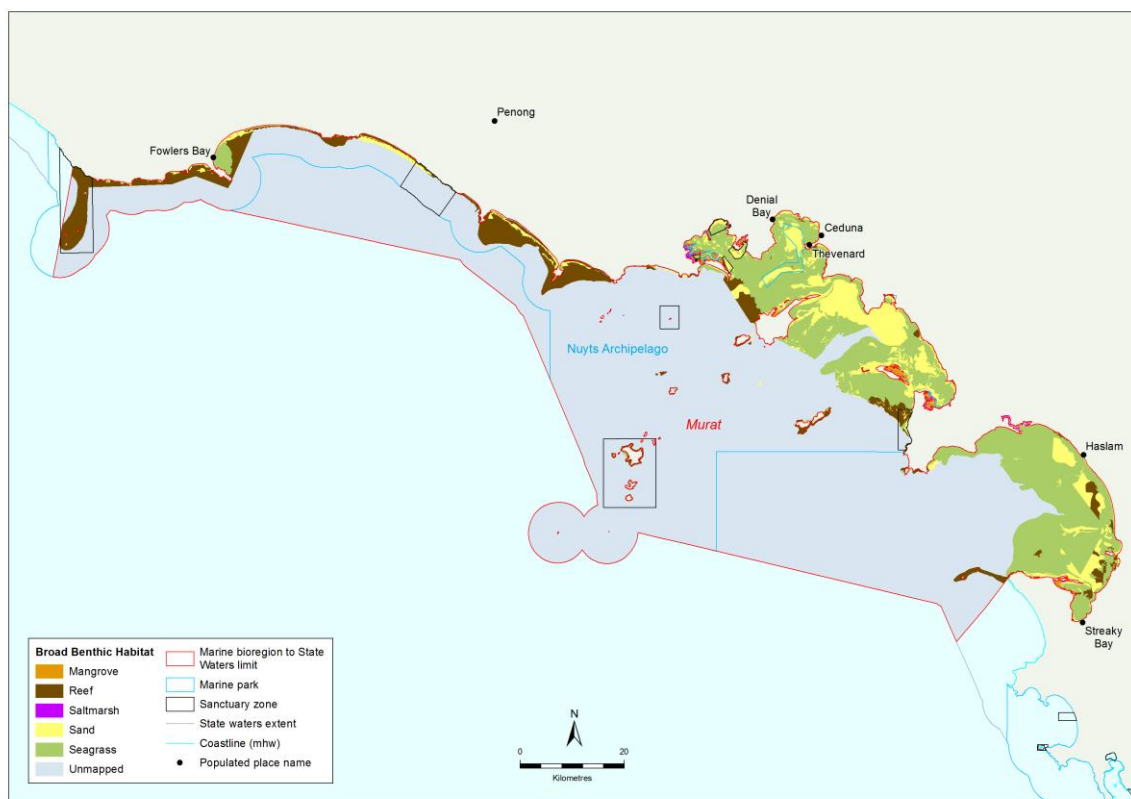 Penong
Fowlers Bay
Denial
Bay
Ceduna
Thevenard
Nuyts Archipelago
Murat
Haslam
Streaky
Bay
Broad Benthic Habitat
Mangrove
Reef
Saltmarsh
Sand
Seagrass
Unmapped
Marine bioregion to State
Waters limit
Marine park
Sanctuary zone
State waters extent
Coastline (mhw)
Populated place name
N
0
20
Kilometres